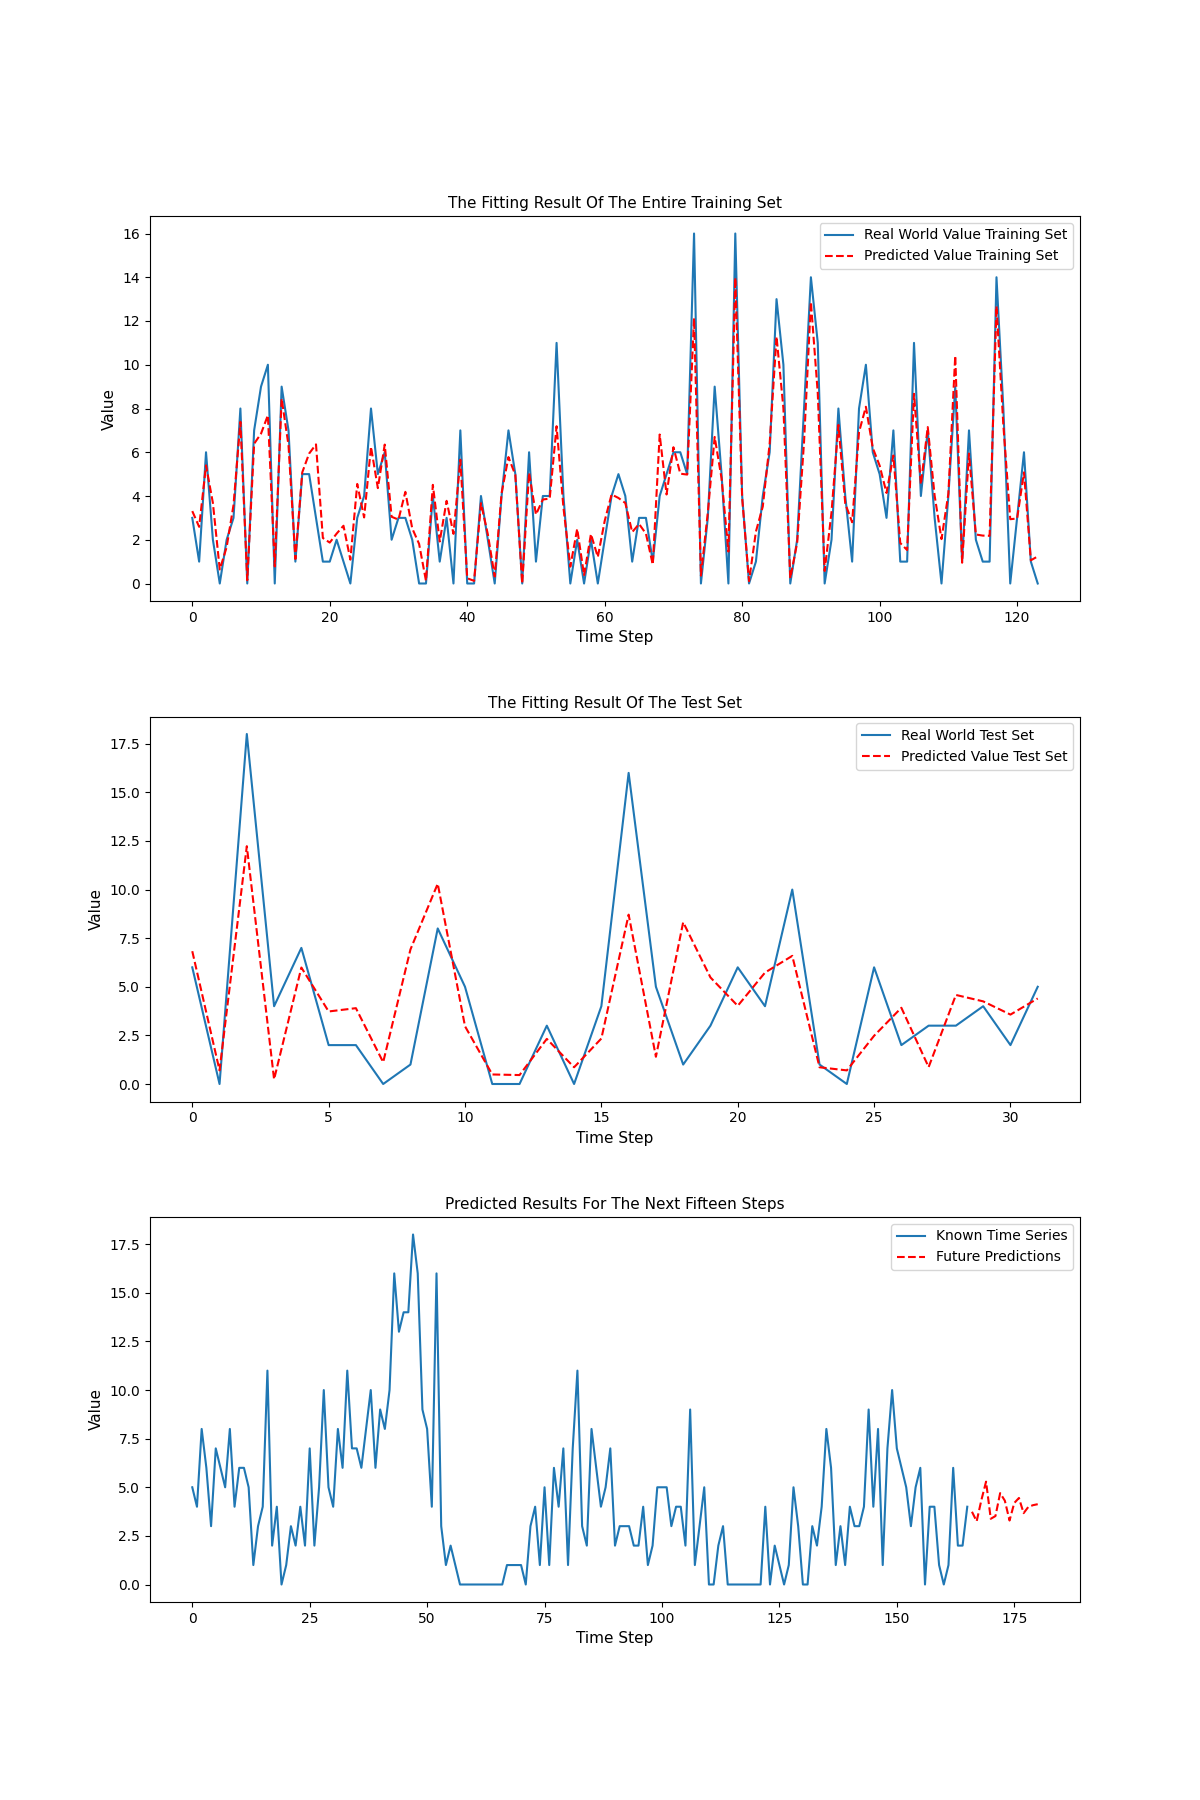 The Fitting Result Of The Entire Training Set
16
14
12
10
8
6
4
2
0
Value
Real World Value Training Set
Predicted Value Training Set
0 20 40 60 80 100 120
Time Step
The Fitting Result Of The Test Set
17.5
15.0
12.5
10.0
7.5
5.0
2.5
0.0
Value
Real World Test Set
Predicted Value Test Set
0 5 10 15 20 25 30
Time Step
Predicted Results For The Next Fifteen Steps
17.5
15.0
12.5
10.0
7.5
5.0
2.5
0.0
Value
Known Time Series
Future Predictions
0 25 50 75 100 125 150 175
Time Step